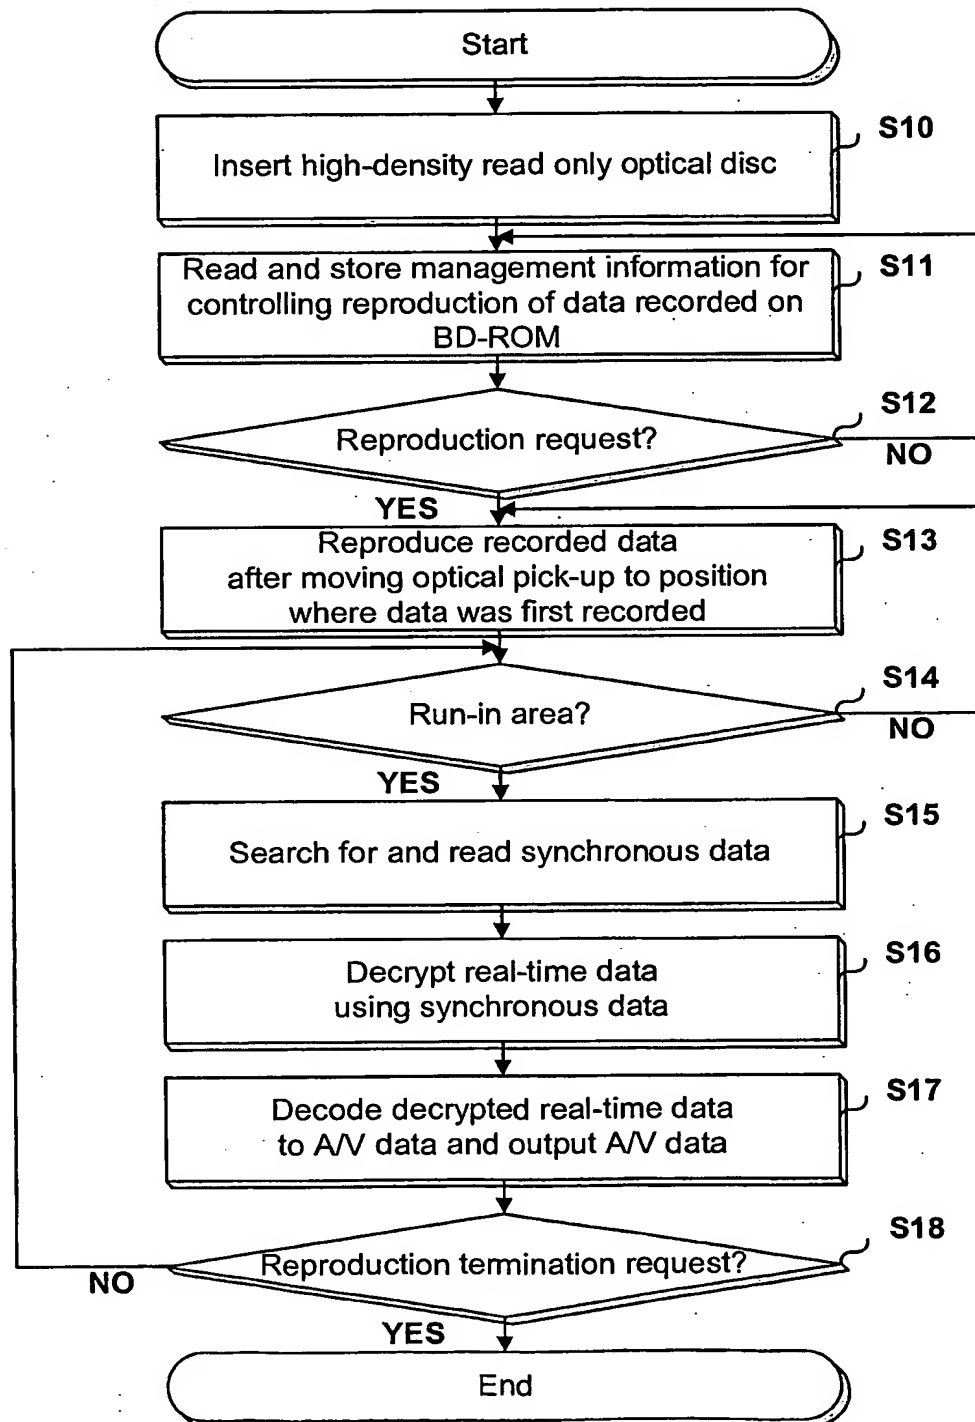 Start
S10
Insert high-density read only optical disc
S11
Read and store management information for
controlling reproduction of data recorded on
BD-ROM
S12
Reproduction request?
NO
YES
S13
Reproduce recorded data
after moving optical pick-up to position
where data was first recorded
S14
Run-in area?
NO
YES
S15
Search for and read synchronous data
S16
Decrypt real-time data
using synchronous data
S17
Decode decrypted real-time data
to A/V data and output A/V data
S18
Reproduction termination request?
NO
YES
End